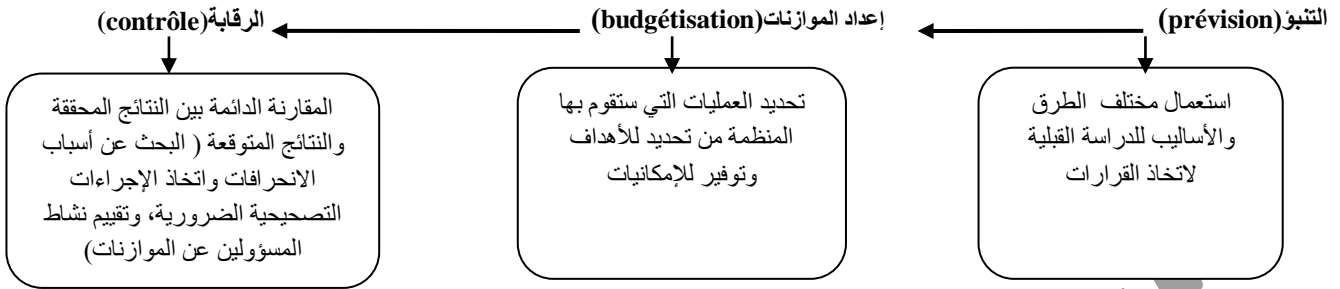 التنبؤ(prévision)
إعداد الموازنات(budgétisation)
الرقابة(contrôle)
استعمال مختلف الطرق
والأساليب للدراسة القبلية
لاتخاذ القرارات
تحديد العمليات التي ستقوم بها
المنظمة من تحديد للأهداف
وتوفير للإمكانيات
المقارنة الدائمة بين النتائج المحققة
والنتائج المتوقعة ( البحث عن أسباب
الانحرافات واتخاذ الإجراءات
التصحيحية الضرورية، وتقييم نشاط
المسؤولين عن الموازنات)